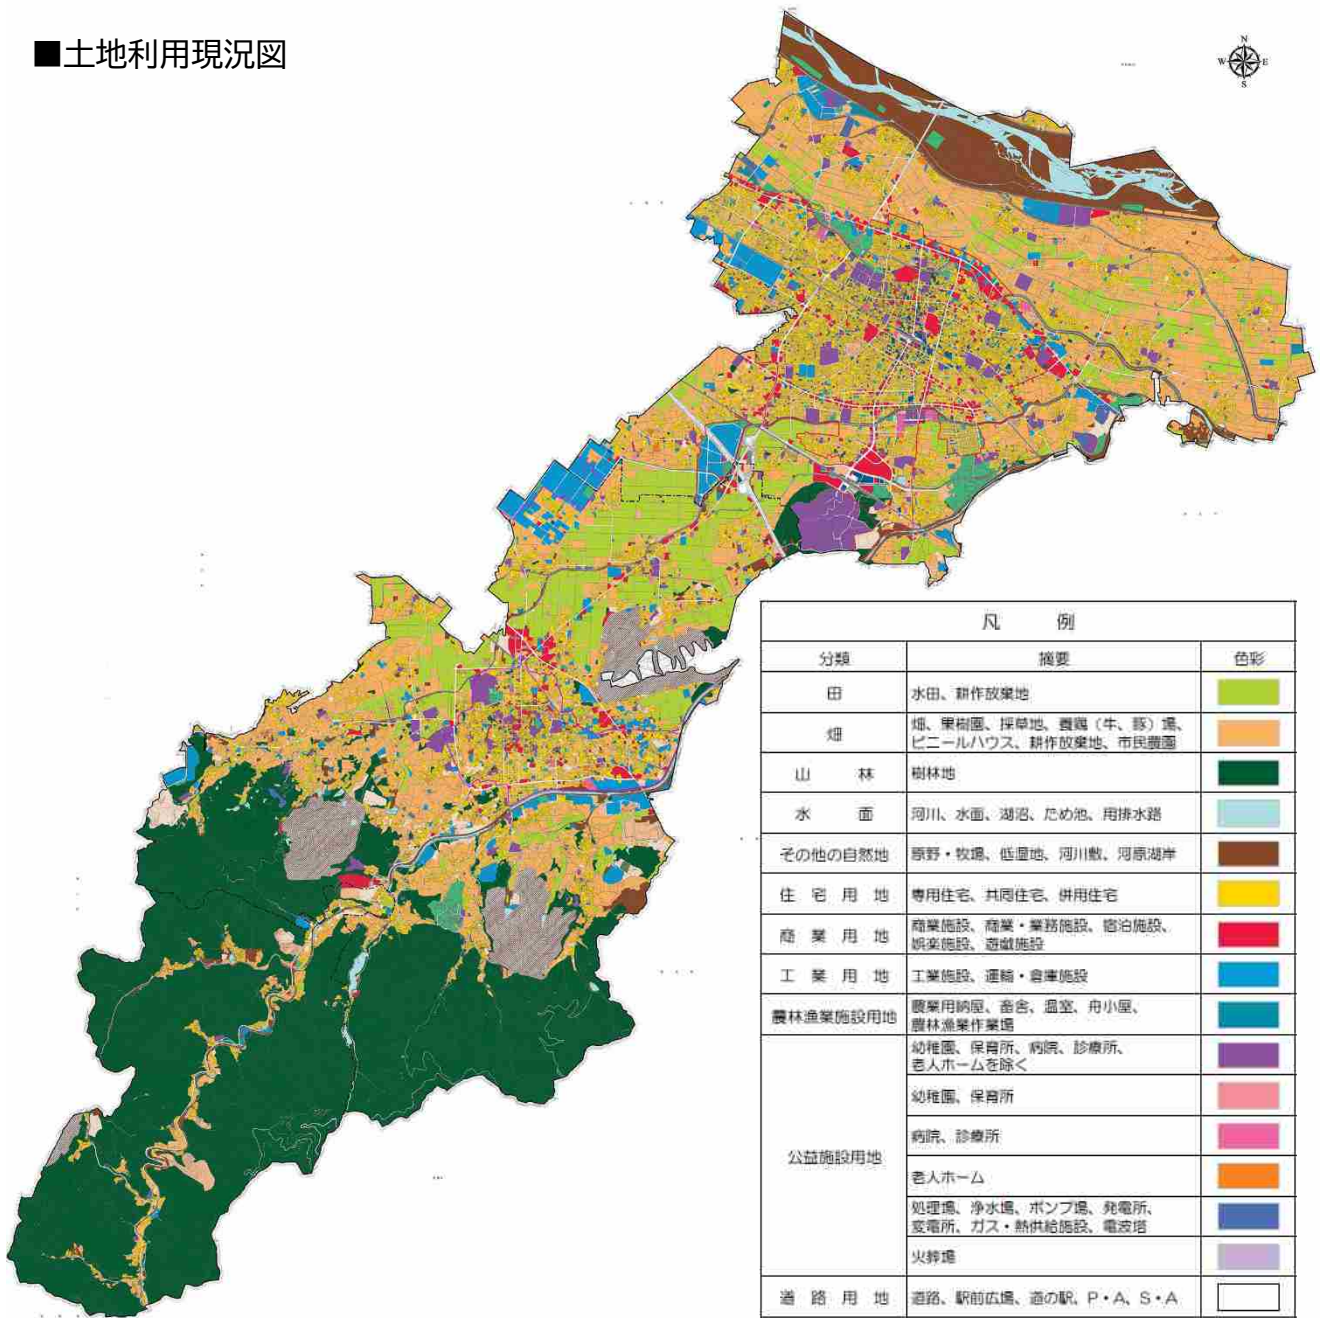 ■土地利用現況図
N
W E
S
凡 例
分類 摘要 色彩
田 水田、耕作放棄地
畑 畑、果樹園、採草地、養鶏（牛、豚）場、
ビニールハウス、耕作放棄地、市民農園
山 林 樹林地
水 面 河川、水面、湖沼、ため池、用排水路
その他の自然地 原野・牧場、低湿地、河川敷、河原湖岸
住 宅 用 地 専用住宅、共同住宅、併用住宅
商 業 用 地 商業施設、商業・業務施設、宿泊施設、
娯楽施設、遊戯施設
工 業 用 地 工業施設、運輸・倉庫施設
農林漁業施設用地 農業用納屋、畜舎、温室、舟小屋、
農林漁業作業場
公益施設用地 幼稚園、保育所、病院、診療所、
老人ホームを除く
幼稚園、保育所
病院、診療所
老人ホーム
処理場、浄水場、ポンプ場、発電所、
変電所、ガス・熱供給施設、電波塔
火葬場
道 路 用 地 道路、駅前広場、道の駅、P・A、S・A